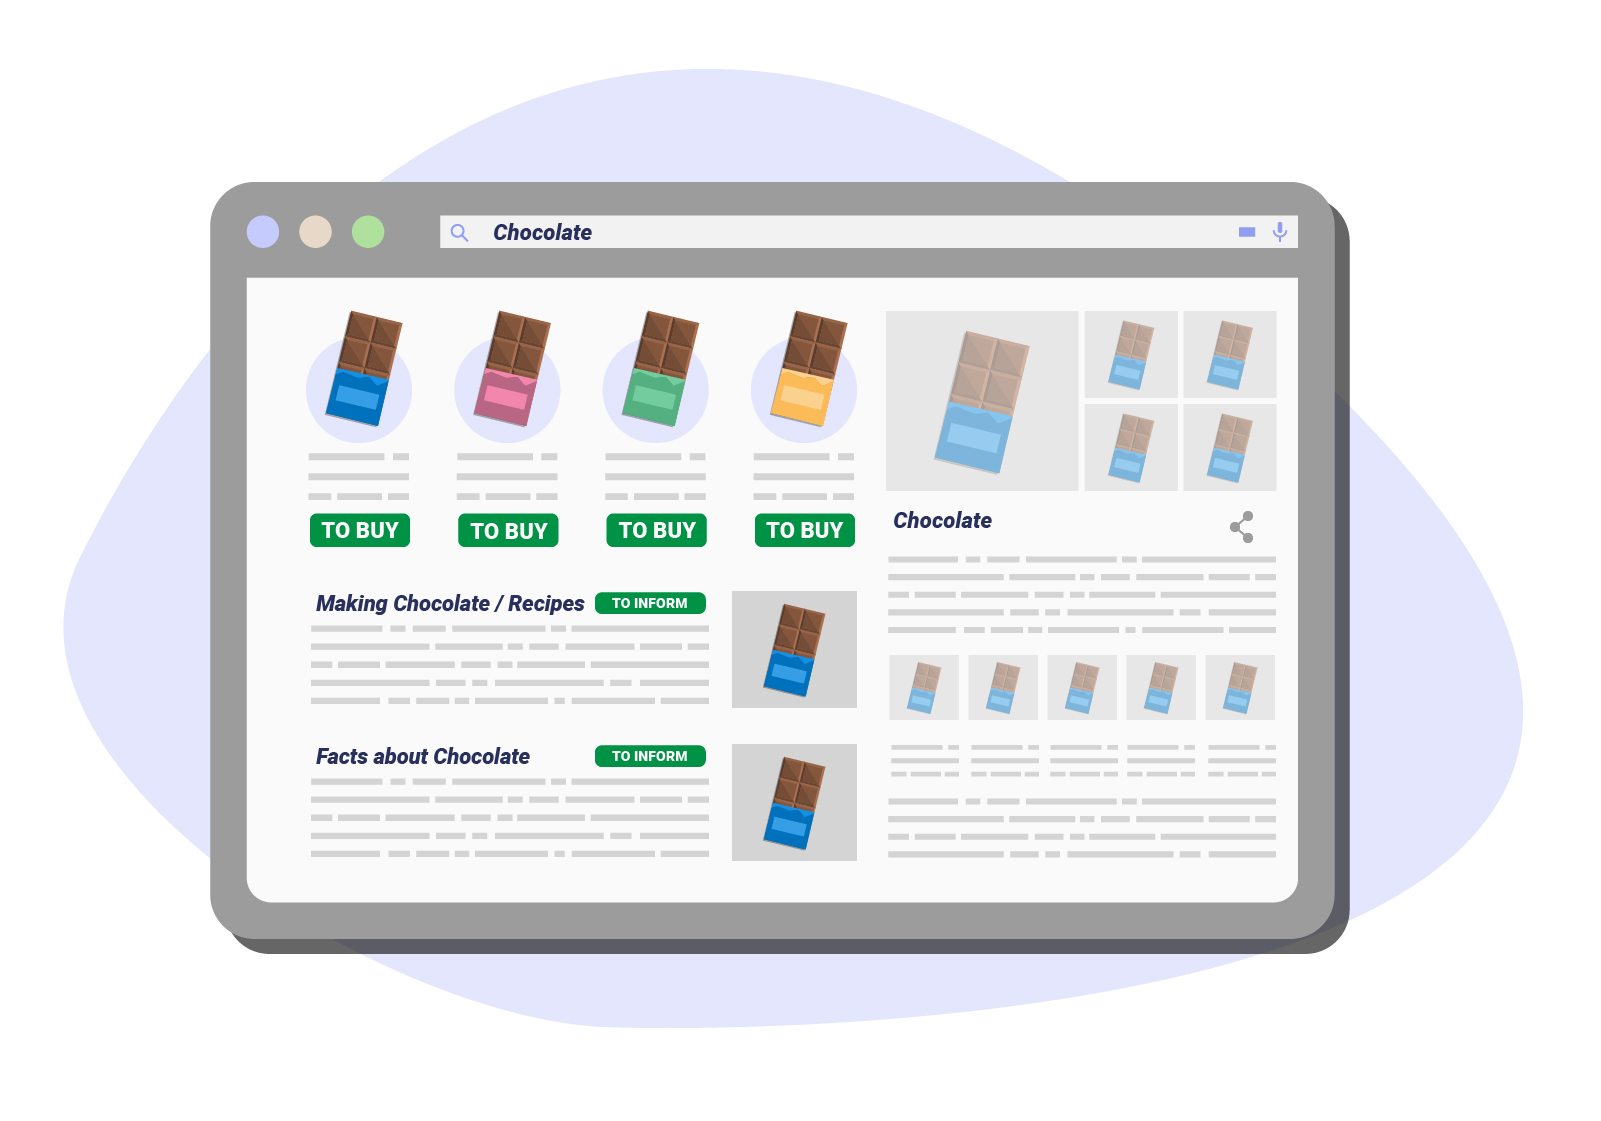 Chocolate
TO BUY
TO BUY
TO BUY
TO BUY
Chocolate
Making Chocolate / Recipes
TO INFORM
Facts about Chocolate
TO INFORM